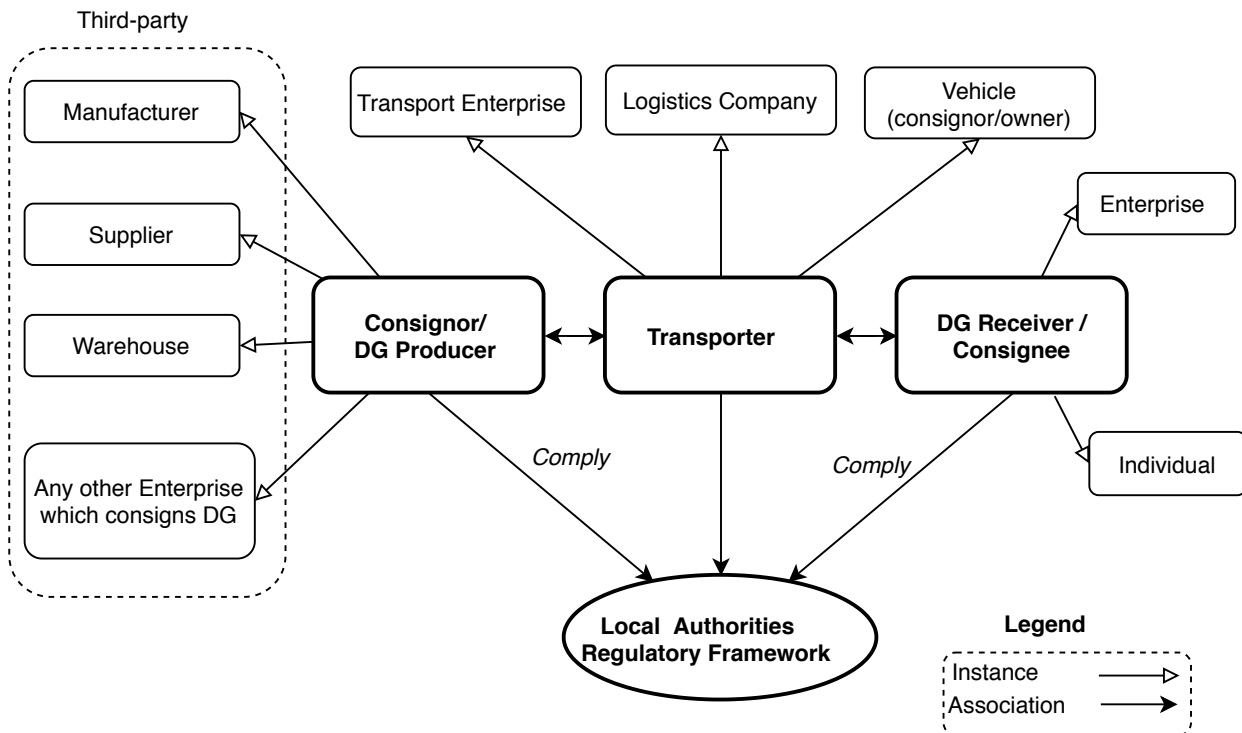 Third-party
Manufacturer
Supplier
Warehouse
Any other Enterprise
which consigns DG
Transport Enterprise
Logistics Company
Vehicle
(consignor/owner)
Enterprise
Individual
Consignor/
DG Producer
Transporter
DG Receiver /
Consignee
Comply
Comply
Local Authorities
Regulatory Framework
Legend
Instance
Association